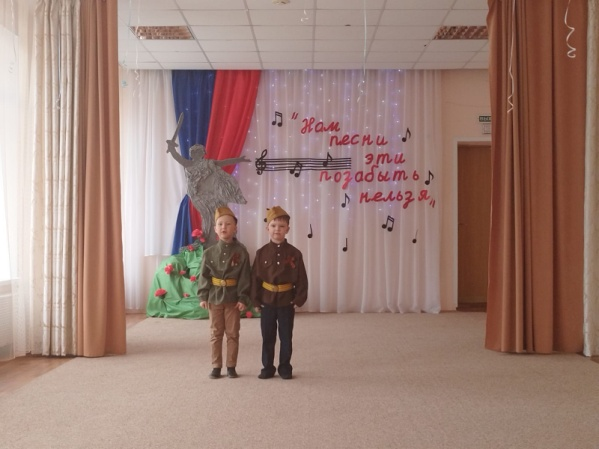 "Нам
песни
эти
позабыть
нельзя"